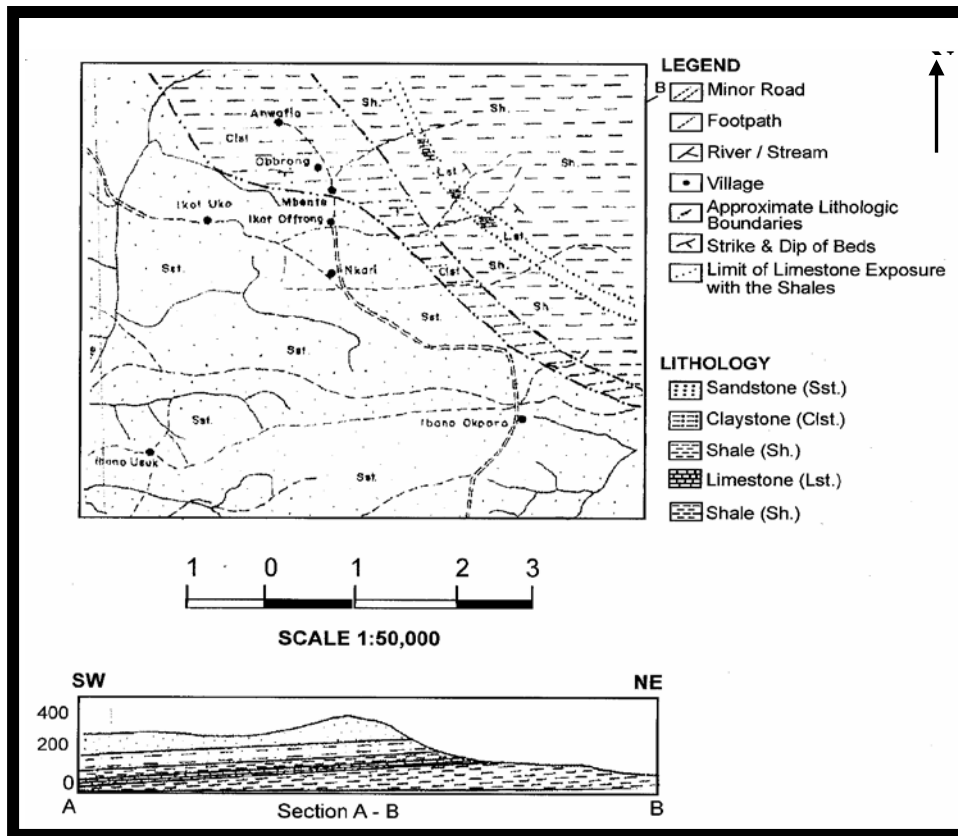 LEGEND
B
Minor Road
Footpath
River / Stream
Village
Approximate Lithologic
Boundaries
Strike & Dip of Beds
Limit of Limestone Exposure
with the Shales
LITHOLOGY
Sandstone (Sst.)
Claystone (Clst.)
Shale (Sh.)
Limestone (Lst.)
Shale (Sh.)
Sh.
Sh.
Anwafia
Clst
Obbrong
Lst
Sh.
Mbente
Ikot Uko
Ikot Offrong
Lst.
Sst.
Nkari
Clst
Sh.
Sst.
Sh
Sst.
Sst.
Ibano Okpara
Ibano Usuk
Sst.
1 0 1 2 3
SCALE 1:50,000
SW NE
400
200
0
A Section A - B B